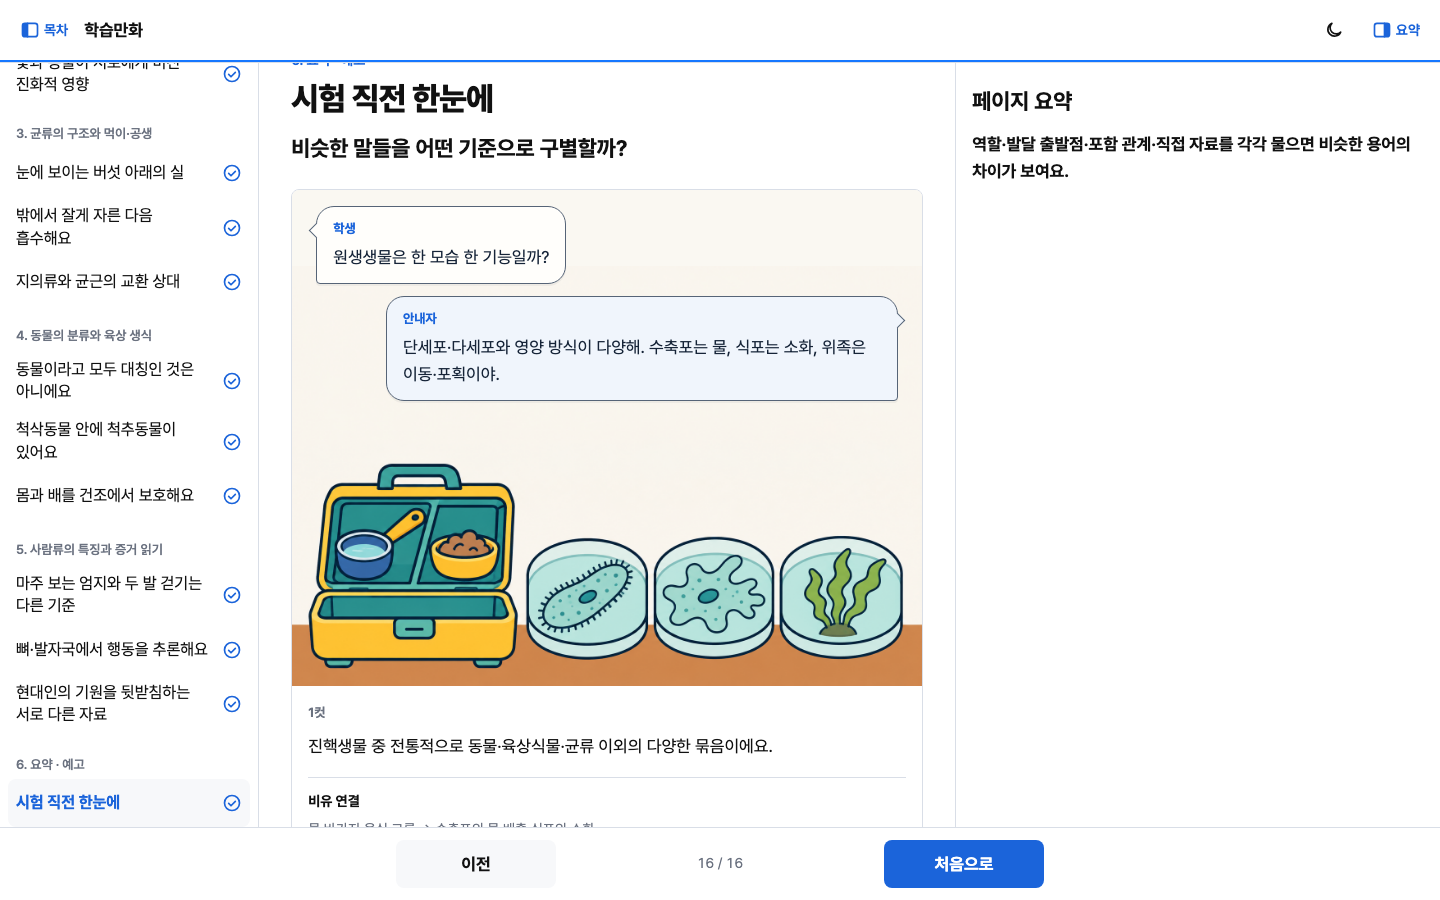 목차
학습만화
요약
진화적 영향
3. 균류의 구조와 먹이·공생
눈에 보이는 버섯 아래의 실
밖에서 잘게 자른 다음
흡수해요
지의류와 균근의 교환 상대
4. 동물의 분류와 육상 생식
동물이라고 모두 대칭인 것은
아니에요
척삭동물 안에 척추동물이
있어요
몸과 배를 건조에서 보호해요
5. 사람류의 특징과 증거 읽기
마주 보는 엄지와 두 발 걷기는
다른 기준
뼈·발자국에서 행동을 추론해요
현대인의 기원을 뒷받침하는
서로 다른 자료
6. 요약 · 예고
시험 직전 한눈에
시험 직전 한눈에
비슷한 말들을 어떤 기준으로 구별할까?
학생
원생생물은 한 모습 한 기능일까?
안내자
단세포·다세포와 영양 방식이 다양해. 수축포는 물, 식포는 소화, 위족은
이동·포획이야.
1컷
진핵생물 중 전통적으로 동물·육상식물·균류 이외의 다양한 묶음이에요.
비유 연결
페이지 요약
역할·발달 출발점·포함 관계·직접 자료를 각각 물으면 비슷한 용어의
차이가 보여요.
이전
16 / 16
처음으로